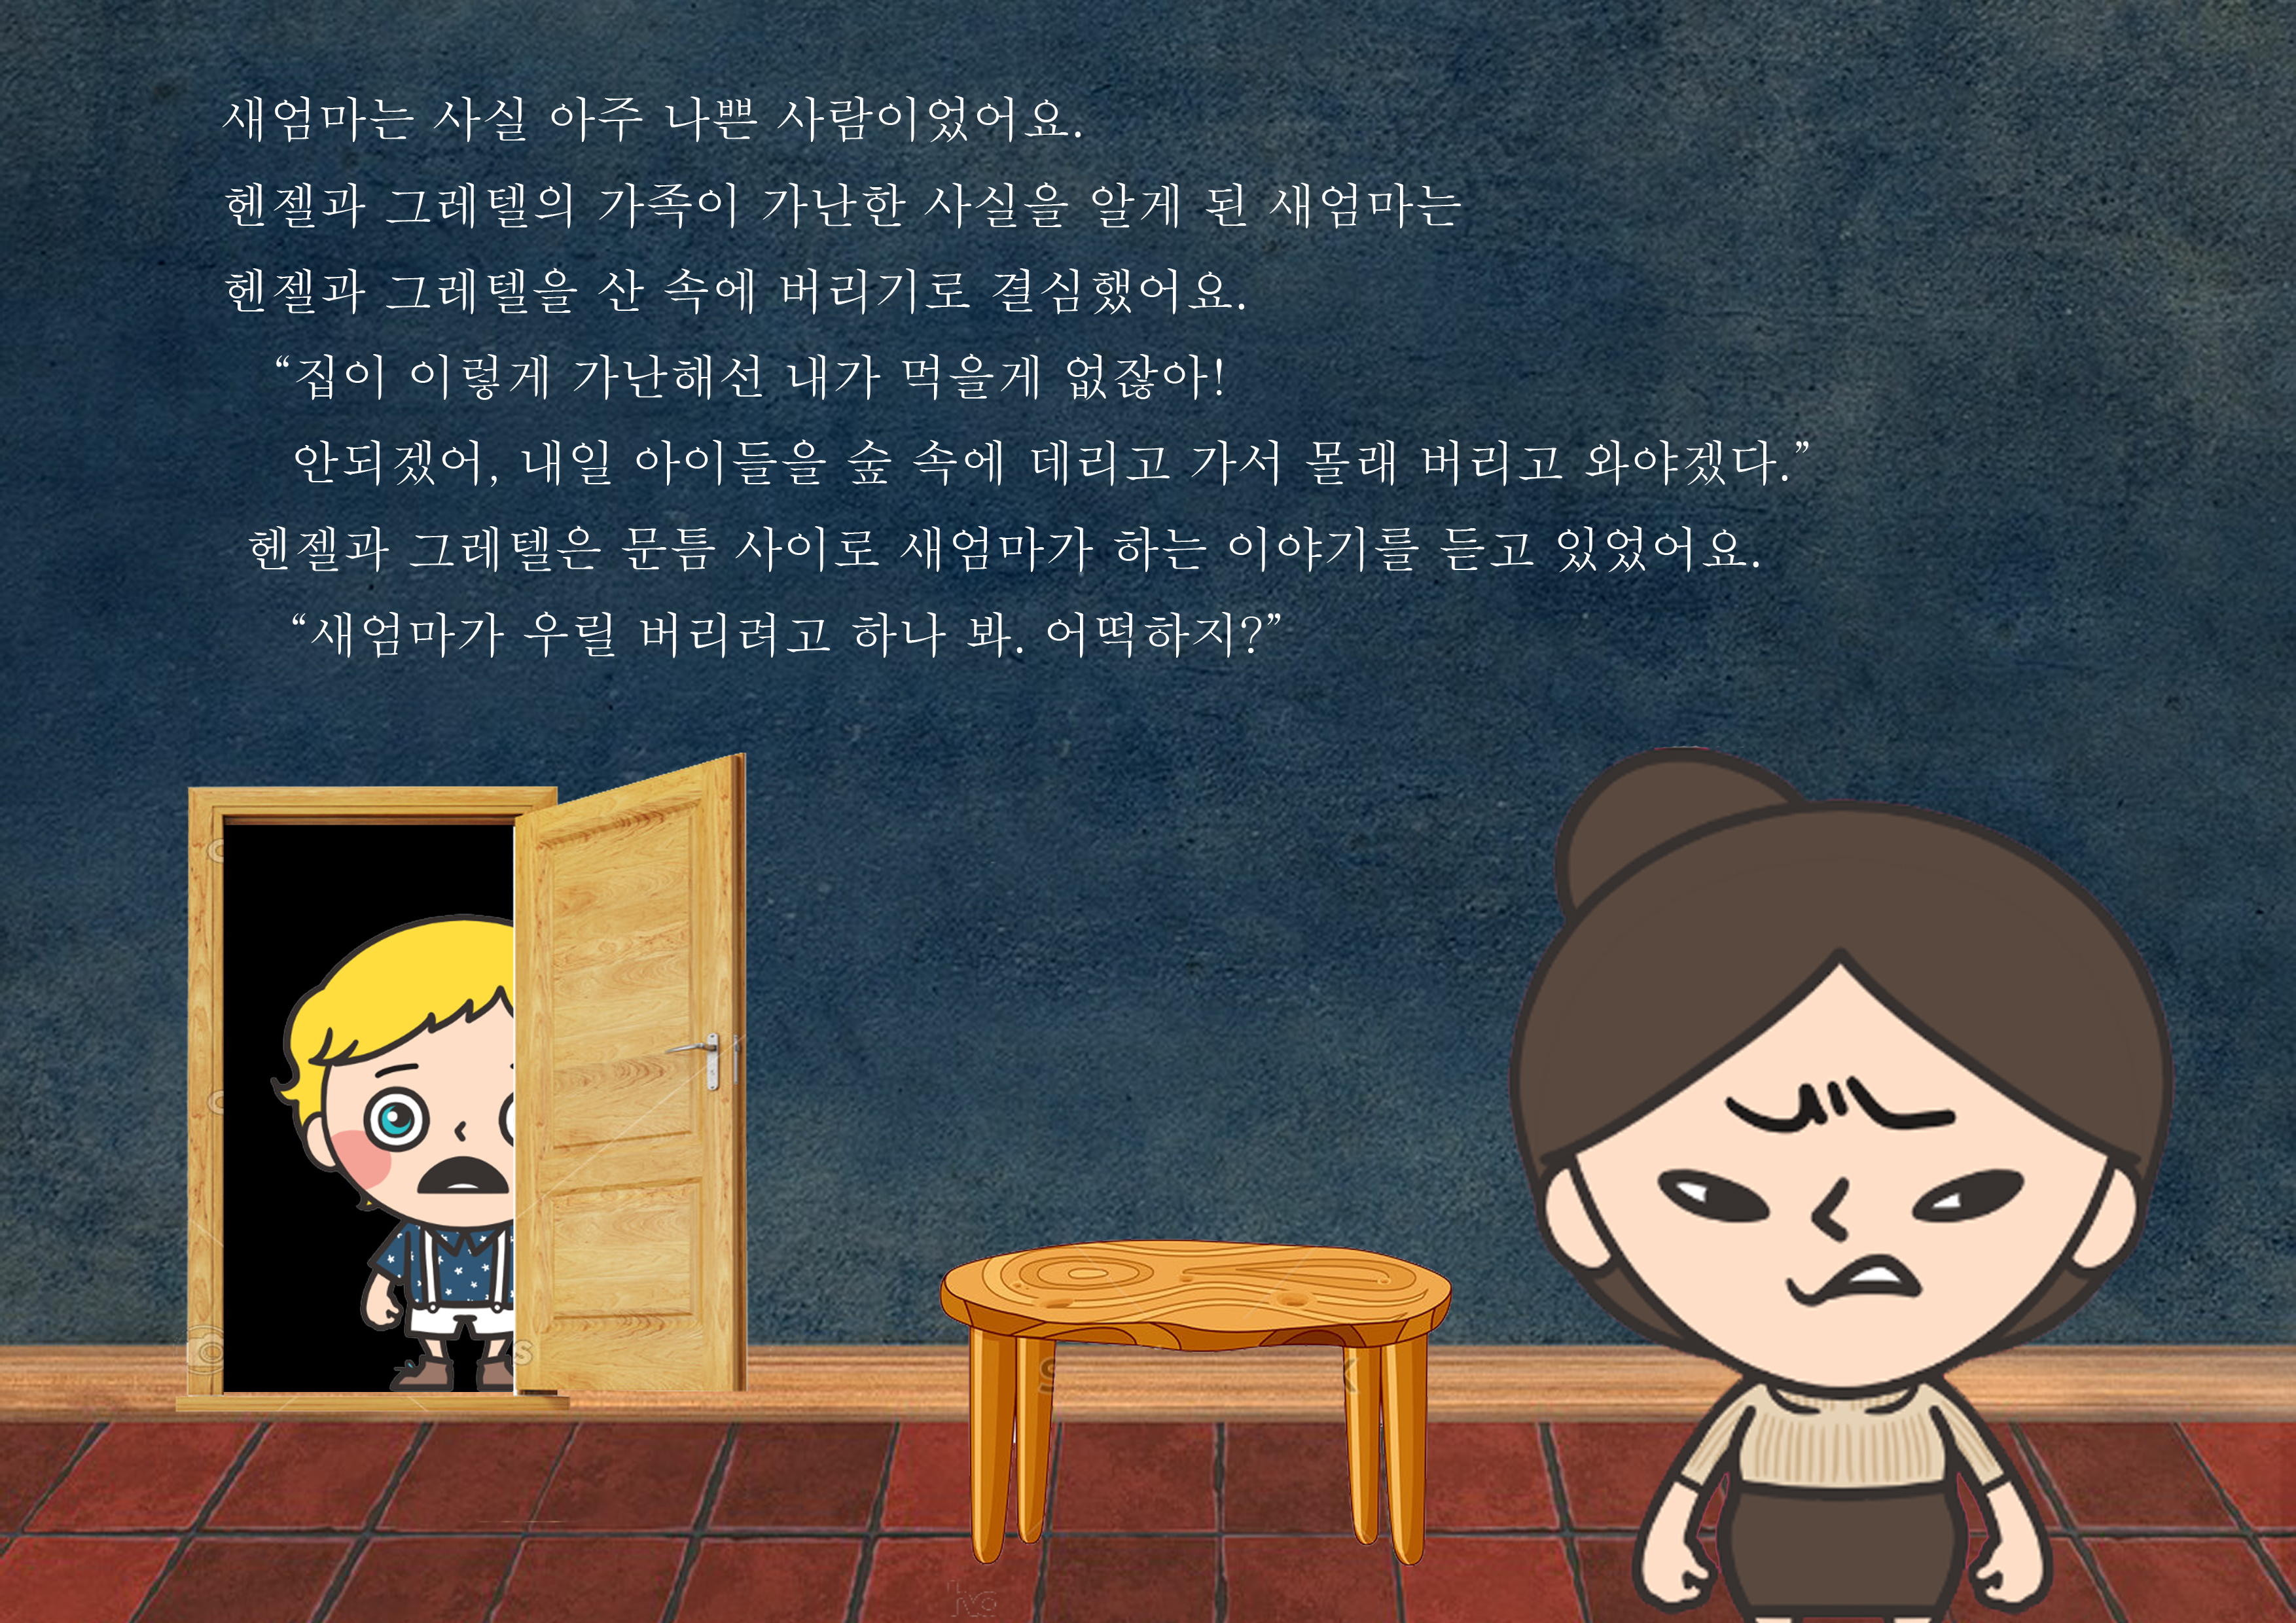 새엄마는 사실 아주 나쁜 사람이었어요.
헨젤과 그레텔의 가족이 가난한 사실을 알게 된 새엄마는
헨젤과 그레텔을 산 속에 버리기로 결심했어요.
“집이 이렇게 가난해선 내가 먹을게 없잖아!
안되겠어, 내일 아이들을 숲 속에 데리고 가서 몰래 버리고 와야겠다.”
헨젤과 그레텔은 문틈 사이로 새엄마가 하는 이야기를 듣고 있었어요.
“새엄마가 우릴 버리려고 하나 봐. 어떡하지?”